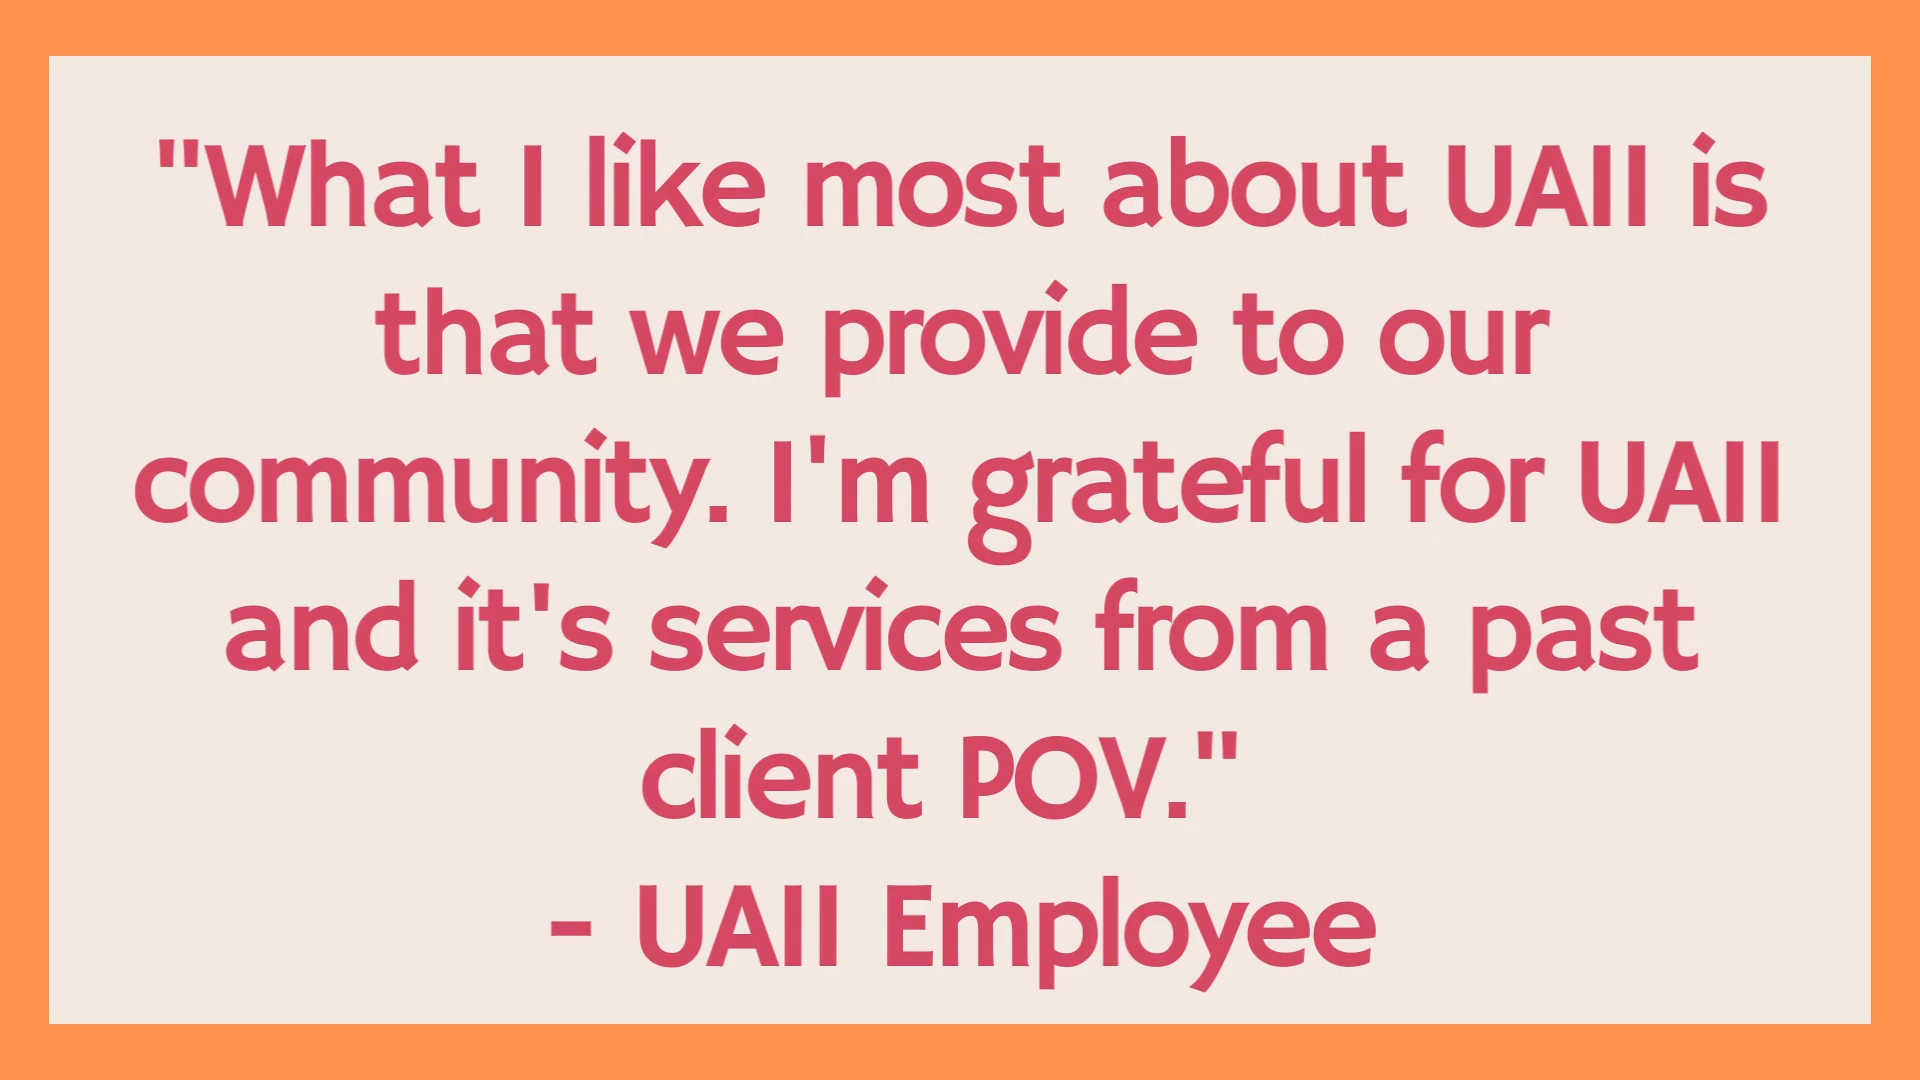 "What I like most about UAII is
that we provide to our
community. I'm grateful for UAII
and it's services from a past
client POV."
- UAII Employee